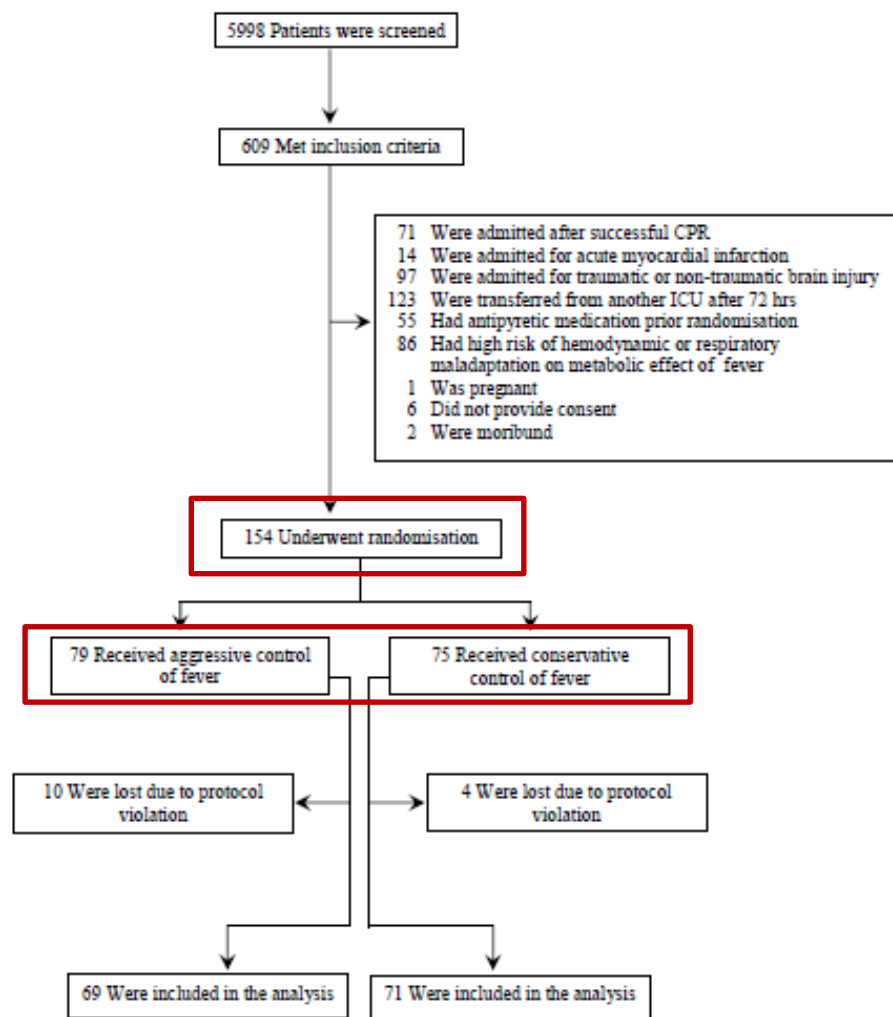 5998 Patients were screened
609 Met inclusion criteria
71 Were admitted after successful CPR
14 Were admitted for acute myocardial infarction
97 Were admitted for traumatic or non-traumatic brain injury
123 Were transferred from another ICU after 72 hrs
55 Had antipyretic medication prior randomisation
86 Had high risk of hemodynamic or respiratory
maladaptation on metabolic effect of fever
1 Was pregnant
6 Did not provide consent
2 Were moribund
154 Underwent randomisation
79 Received aggressive control
of fever
75 Received conservative
control of fever
10 Were lost due to protocol
violation
4 Were lost due to protocol
violation
69 Were included in the analysis
71 Were included in the analysis